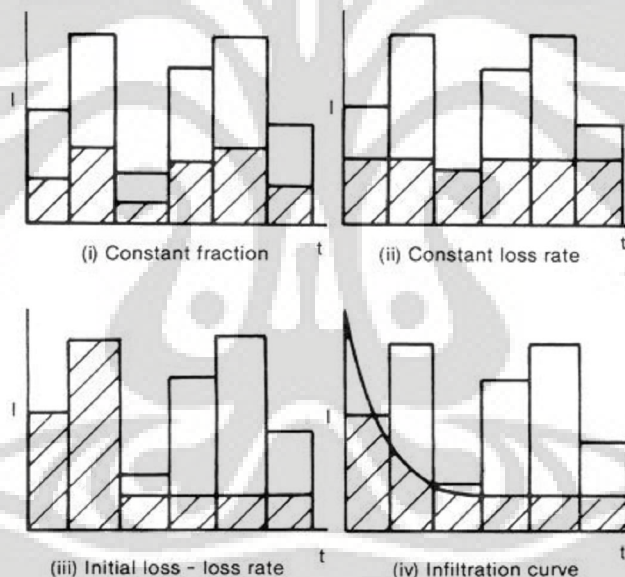 I
I
(i) Constant fraction
t
(ii) Constant loss rate
t
I
I
(iii) Initial loss - loss rate
t
(iv) Infiltration curve
t